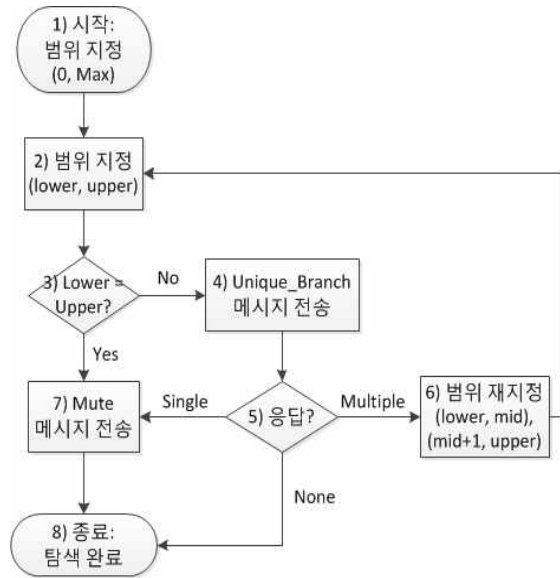 1) 시작:
범위 지정
(0, Max)
2) 범위 지정
(lower, upper)
3) Lower =
Upper?
No
4) Unique_Branch
메시지 전송
Yes
7) Mute
메시지 전송
Single
5) 응답?
Multiple
6) 범위 재지정
(lower, mid),
(mid+1, upper)
None
8) 종료:
탐색 완료